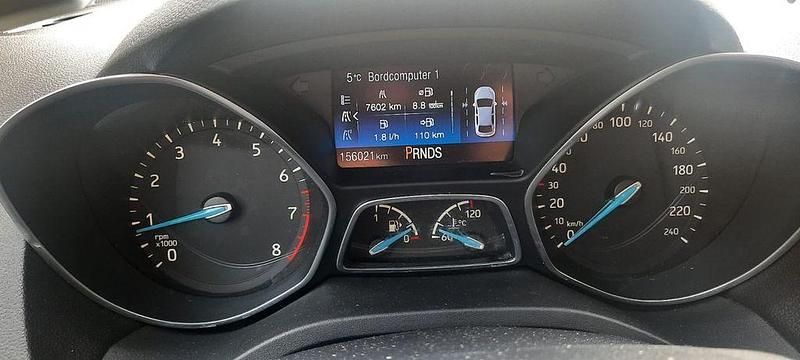 5°C Bordcomputer 1
7602 km 8.8
1.8 l/h 110 km
156021 km PRNDS
1 2 3 4 5 6 7 8 0
rpm
x1000
1 0
60 120
°C
0 20 30 40 60 80 100 120 140 160 180 200 220 240
10 km/h